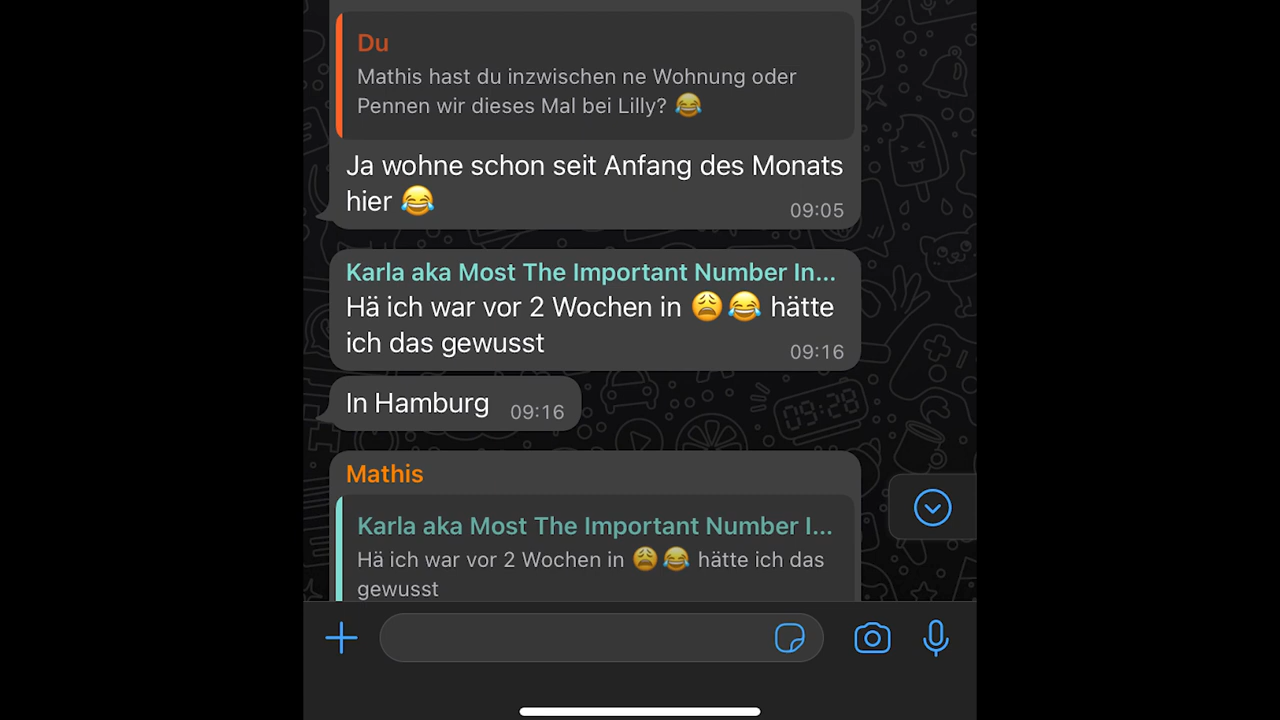 Du
Mathis hast du inzwischen ne Wohnung oder
Pennen wir dieses Mal bei Lilly? 😂
Ja wohne schon seit Anfang des Monats
hier 😂
09:05
Karla aka Most The Important Number In...
Hä ich war vor 2 Wochen in 😩😂 hätte
ich das gewusst
09:16
In Hamburg 09:16
09:28
Mathis
Karla aka Most The Important Number I...
Hä ich war vor 2 Wochen in 😩😂 hätte ich das
gewusst